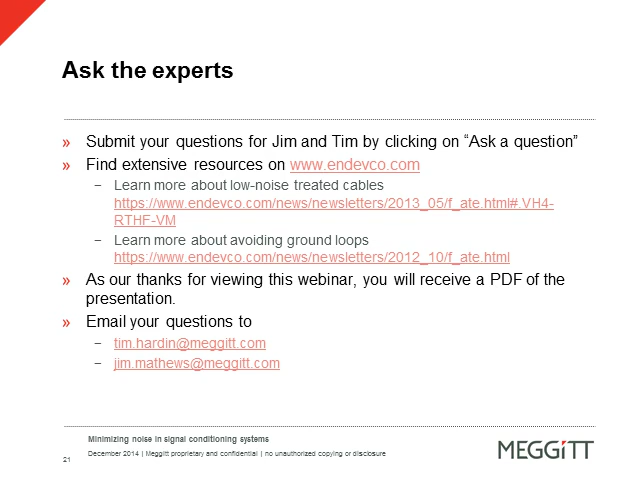 Ask the experts
» Submit your questions for Jim and Tim by clicking on “Ask a question”
» Find extensive resources on www.endevco.com
– Learn more about low-noise treated cables
https://www.endevco.com/news/newsletters/2013_05/f_ate.html#.VH4-
RTHF-VM
– Learn more about avoiding ground loops
https://www.endevco.com/news/newsletters/2012_10/f_ate.html
» As our thanks for viewing this webinar, you will receive a PDF of the
presentation.
» Email your questions to
– tim.hardin@meggitt.com
– jim.mathews@meggitt.com
Minimizing noise in signal conditioning systems
December 2014 | Meggitt proprietary and confidential | no unauthorized copying or disclosure
21
MEGGiTT